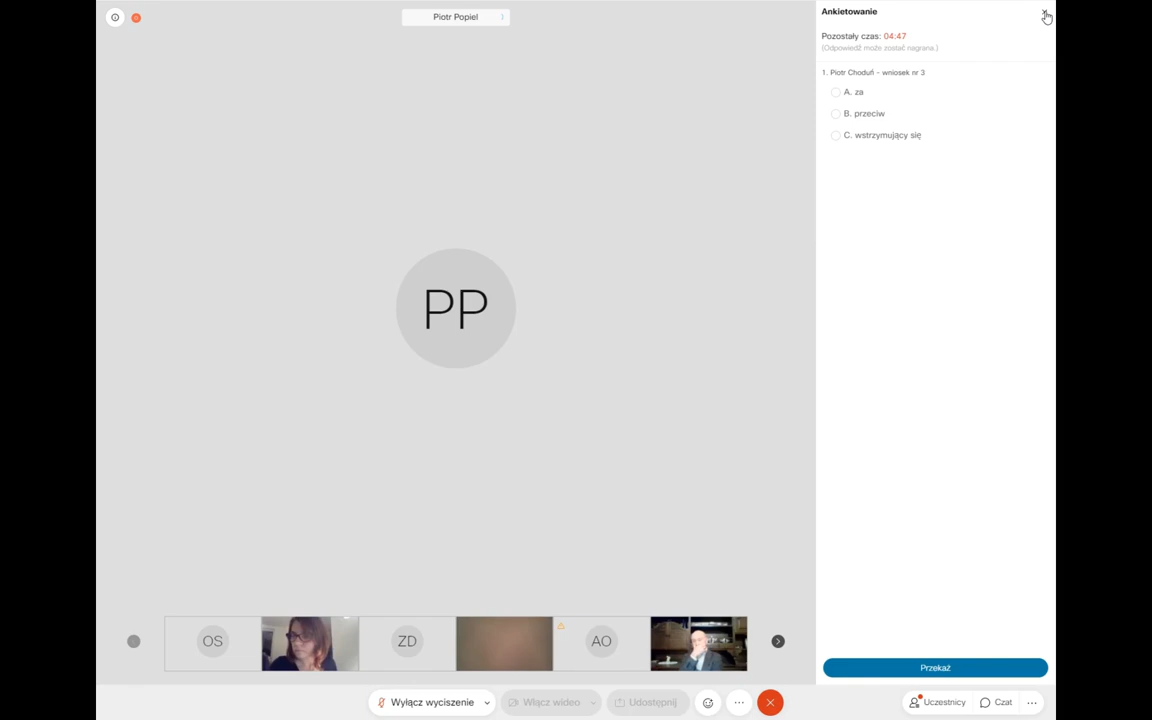 Piotr Popiel
Ankietowanie
Pozostały czas: 04:47
(Odpowiedź może zostać nagrana.)
1. Piotr Choduń - wniosek nr 3
A. za
B. przeciw
C. wstrzymujący się
PP
OS
ZD
AO
Przekaż
Wyłącz wyciszenie
Włącz wideo
Udostępnij
Uczestnicy
Czat